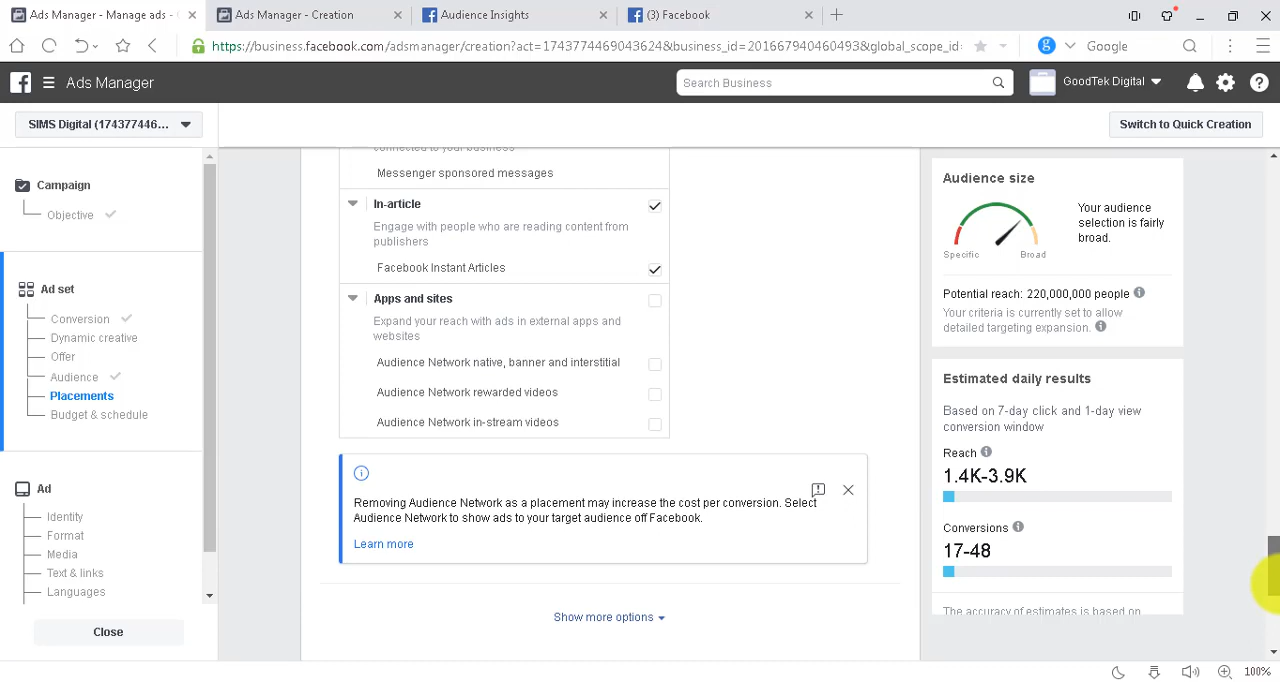 Ads Manager - Manage ads -
Ads Manager - Creation
Audience Insights
(3) Facebook
https://business.facebook.com/adsmanager/creation?act=1743774469043624&business_id=201667940460493&global_scope_id=
Google
Ads Manager
Search Business
GoodTek Digital
SIMS Digital (174377446...
Switch to Quick Creation
Campaign
Objective
Ad set
Conversion
Dynamic creative
Offer
Audience
Placements
Budget & schedule
Ad
Identity
Format
Media
Text & links
Languages
Close
connected to your business
Messenger sponsored messages
In-article
Engage with people who are reading content from
publishers
Facebook Instant Articles
Apps and sites
Expand your reach with ads in external apps and
websites
Audience Network native, banner and interstitial
Audience Network rewarded videos
Audience Network in-stream videos
Removing Audience Network as a placement may increase the cost per conversion. Select
Audience Network to show ads to your target audience off Facebook.
Learn more
Show more options
Audience size
Your audience
selection is fairly
broad.
Specific
Broad
Potential reach: 220,000,000 people
Your criteria is currently set to allow
detailed targeting expansion.
Estimated daily results
Based on 7-day click and 1-day view
conversion window
Reach
1.4K-3.9K
Conversions
17-48
The accuracy of estimates is based on
100%